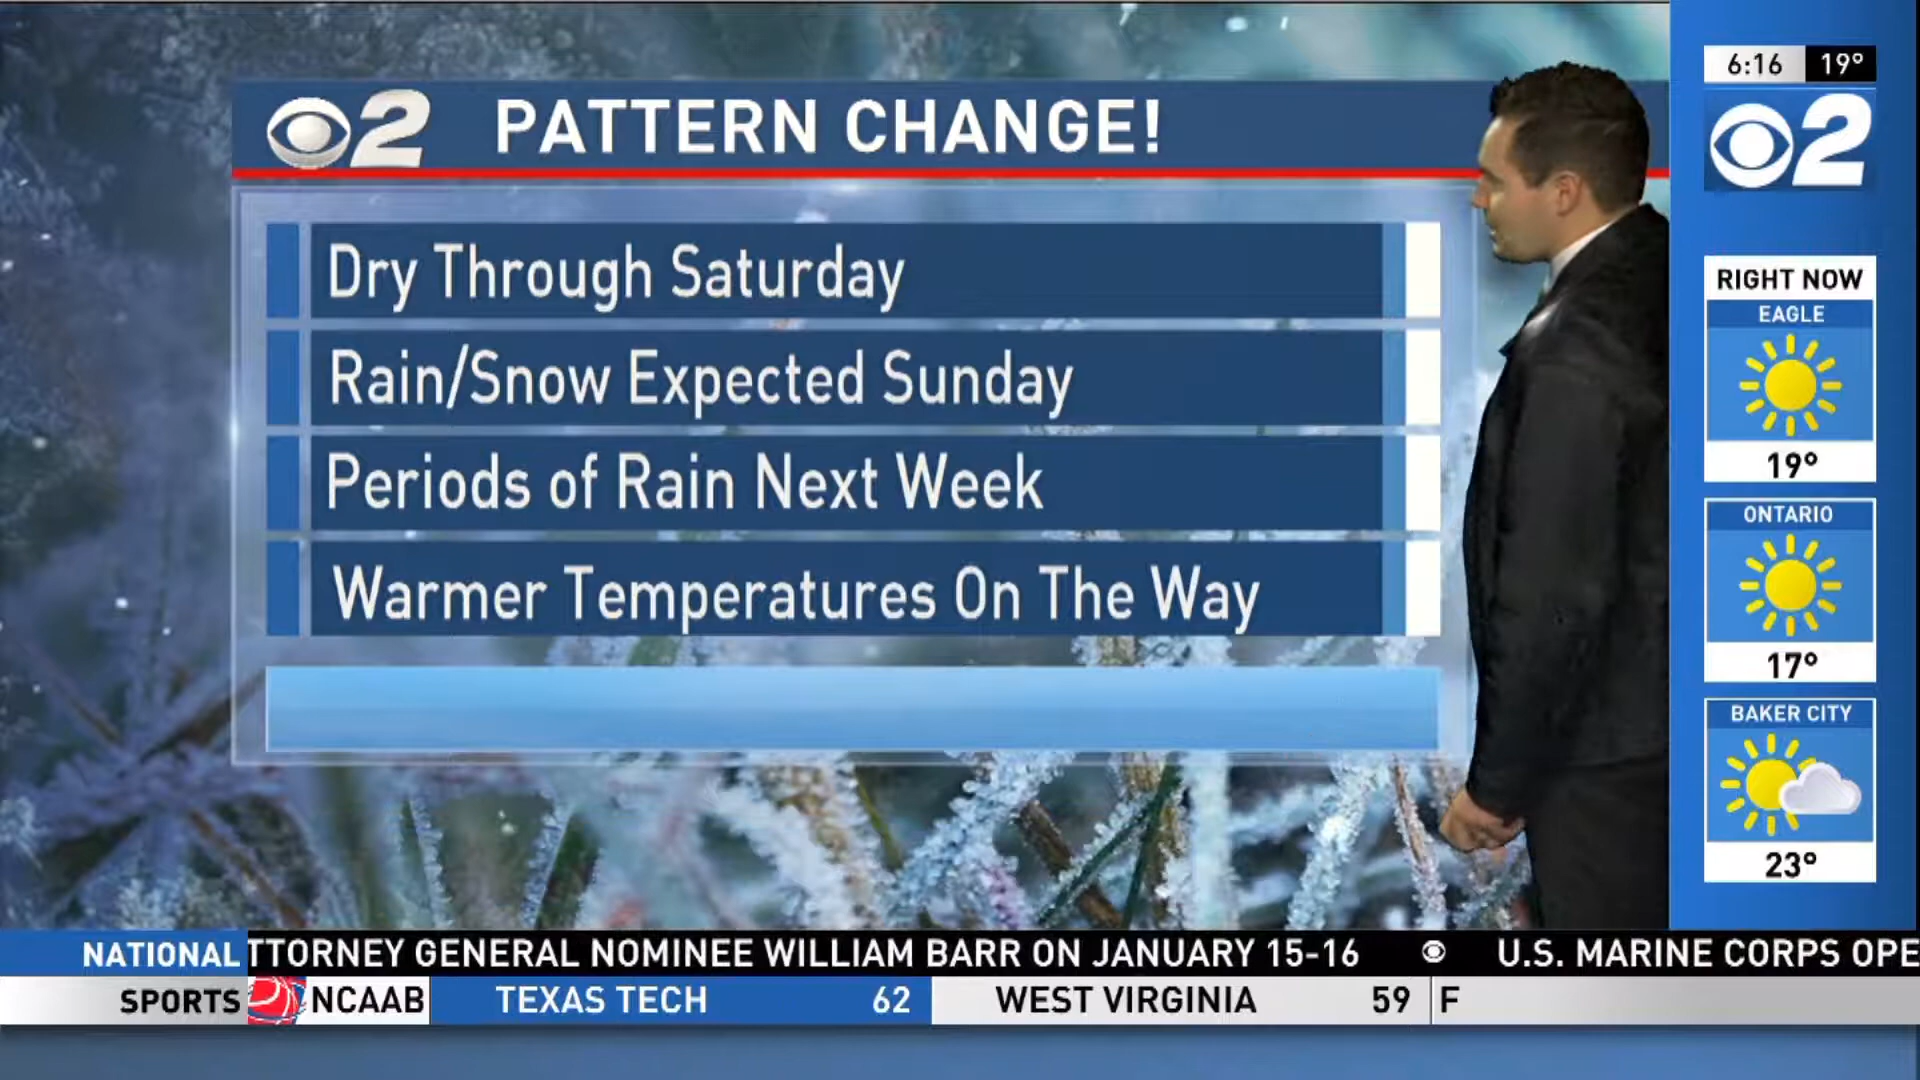 2 PATTERN CHANGE!
Dry Through Saturday
Rain/Snow Expected Sunday
Periods of Rain Next Week
Warmer Temperatures On The Way
6:16 19°
2
RIGHT NOW
EAGLE
19°
ONTARIO
17°
BAKER CITY
23°
NATIONAL TTORNEY GENERAL NOMINEE WILLIAM BARR ON JANUARY 15-16 U.S. MARINE CORPS OPE
SPORTS NCAAB TEXAS TECH 62 WEST VIRGINIA 59 F